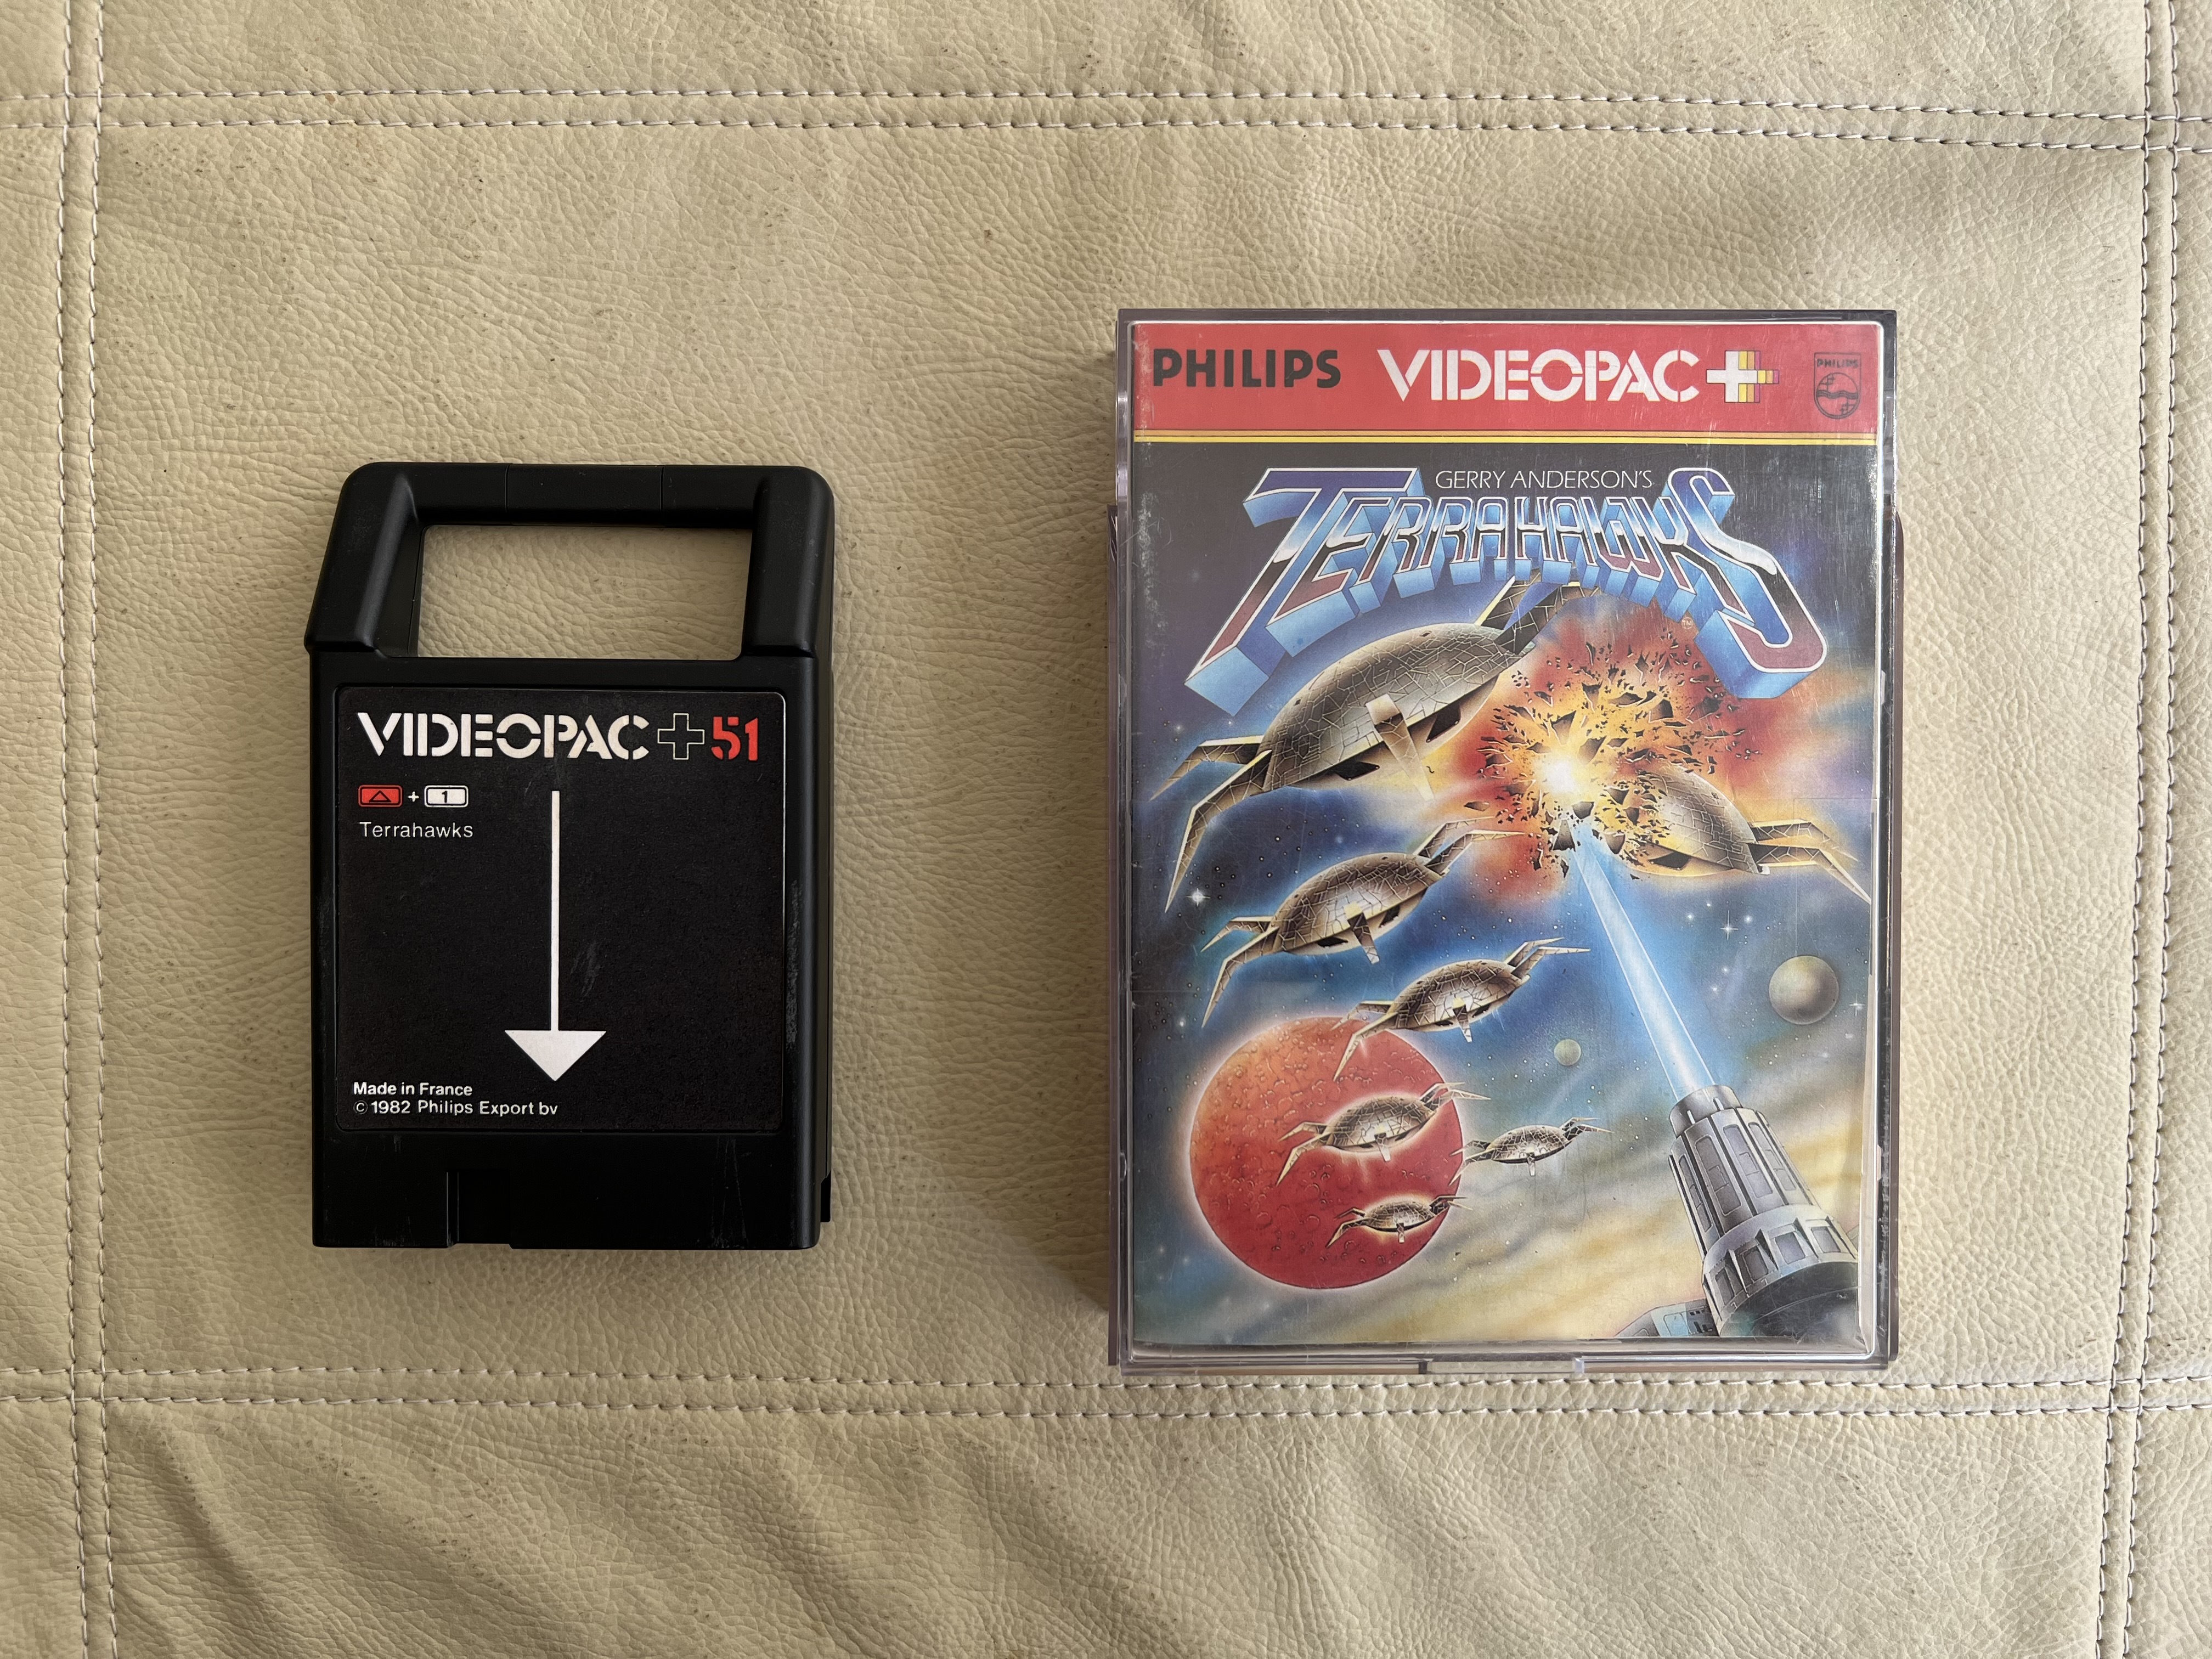 VIDEOPAC+51
△ + 1
Terrahawks
Made in France
© 1982 Philips Export bv
PHILIPS VIDEOPAC+
PHILIPS
GERRY ANDERSON'S
TERRAHAWKS